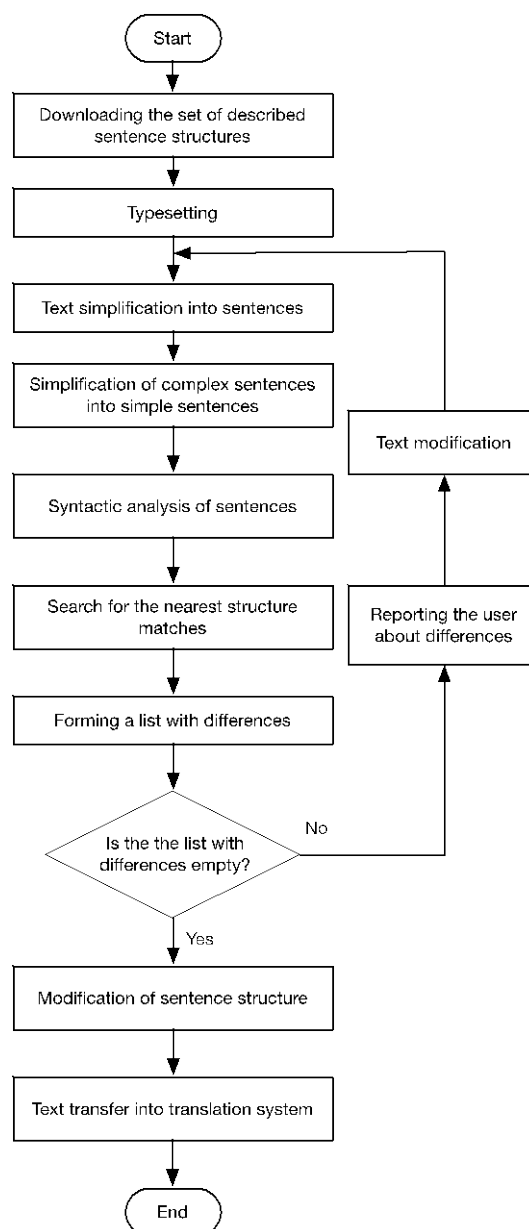 Start
Downloading the set of described
sentence structures
Typesetting
Text simplification into sentences
Simplification of complex sentences
into simple sentences
Text modification
Syntactic analysis of sentences
Search for the nearest structure
matches
Reporting the user
about differences
Forming a list with differences
Is the the list with
differences empty?
No
Yes
Modification of sentence structure
Text transfer into translation system
End